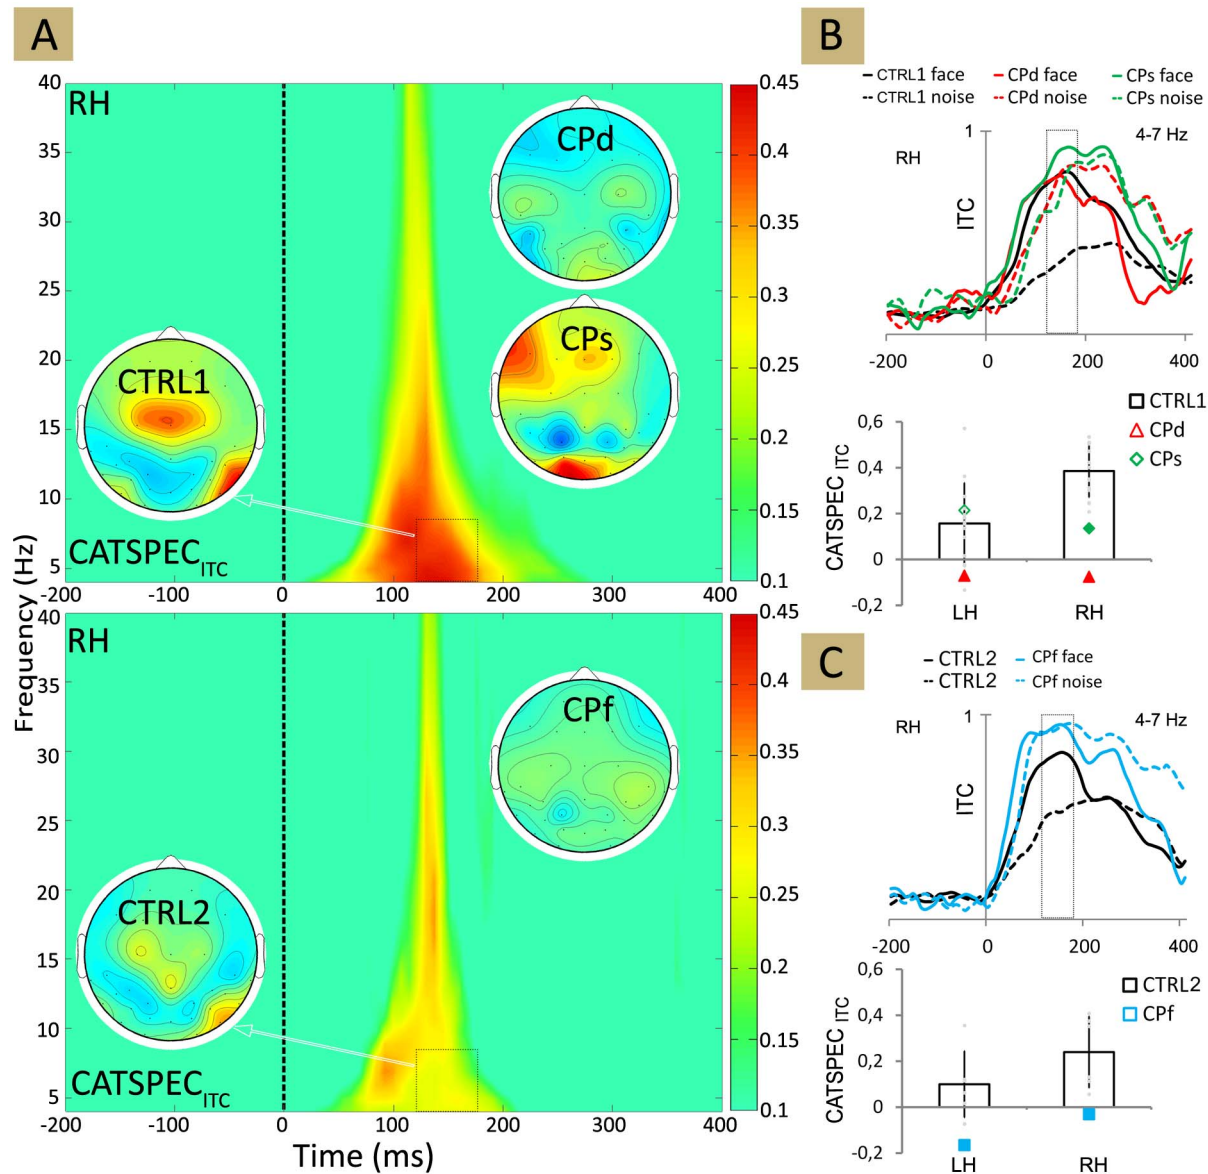 A
RH
40
35
30
25
20
15
10
5
CPd
CPs
CTRL1
CATSPEC ITC
-200
-100
0
100
200
300
400
0.45
0.4
0.35
0.3
0.25
0.2
0.15
0.1
Frequency (Hz)
RH
40
35
30
25
20
15
10
5
CPf
CTRL2
CATSPEC ITC
-200
-100
0
100
200
300
400
0.45
0.4
0.35
0.3
0.25
0.2
0.15
0.1
Time (ms)
B
CTRL1 face CPd face CPs face
CTRL1 noise CPd noise CPs noise
1
4-7 Hz
RH
ITC
-200 0 200 400
CTRL1
CPd
CPs
0,6
0,4
0,2
0
-0,2
CATSPEC ITC
LH RH
C
CTRL2 CPf face
CTRL2 CPf noise
1
4-7 Hz
RH
ITC
-200 0 200 400
CTRL2
CPf
0,6
0,4
0,2
0
-0,2
CATSPEC ITC
LH RH